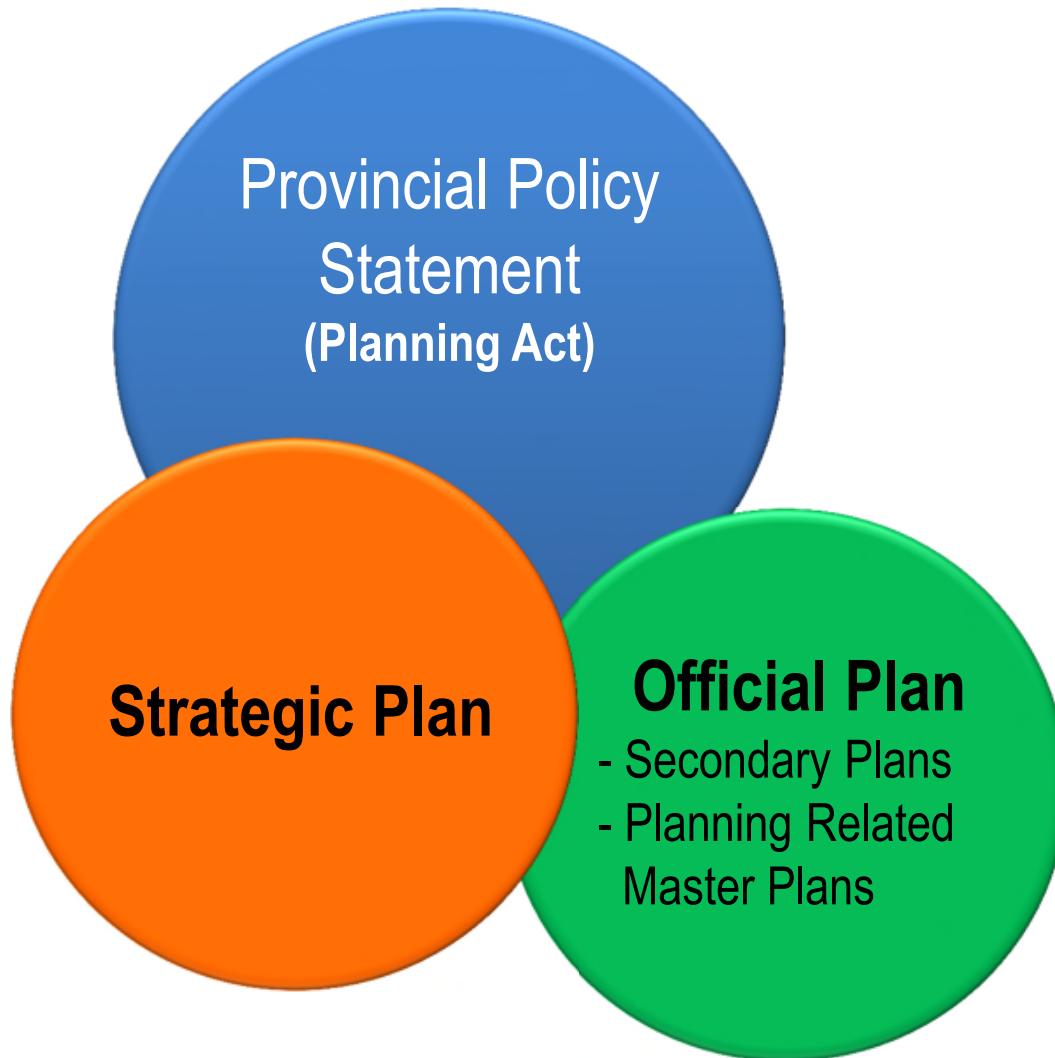 Provincial Policy
Statement
(Planning Act)
Strategic Plan
Official Plan
- Secondary Plans
- Planning Related
Master Plans